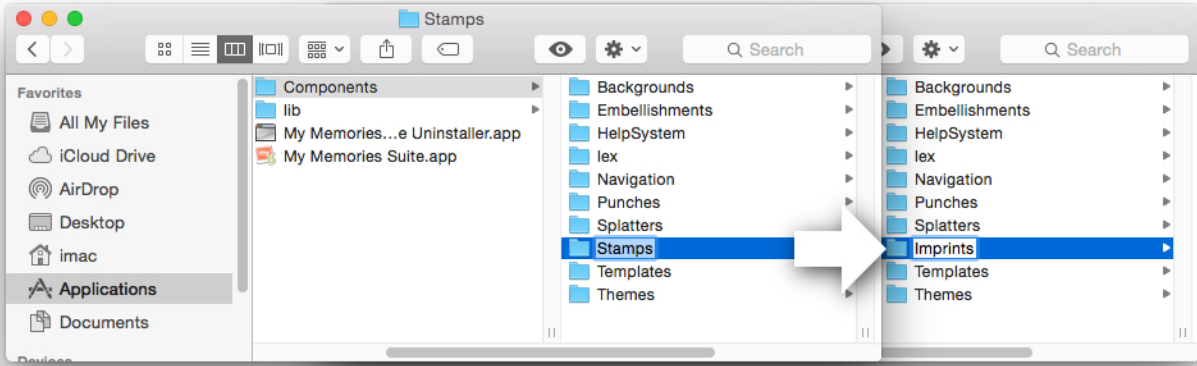 Stamps
Search
Search
Favorites
All My Files
iCloud Drive
AirDrop
Desktop
imac
Applications
Documents
Devices
Components
lib
My Memories...e Uninstaller.app
My Memories Suite.app
Backgrounds
Embellishments
HelpSystem
lex
Navigation
Punches
Splatters
Stamps
Templates
Themes
Backgrounds
Embellishments
HelpSystem
lex
Navigation
Punches
Splatters
Imprints
Templates
Themes